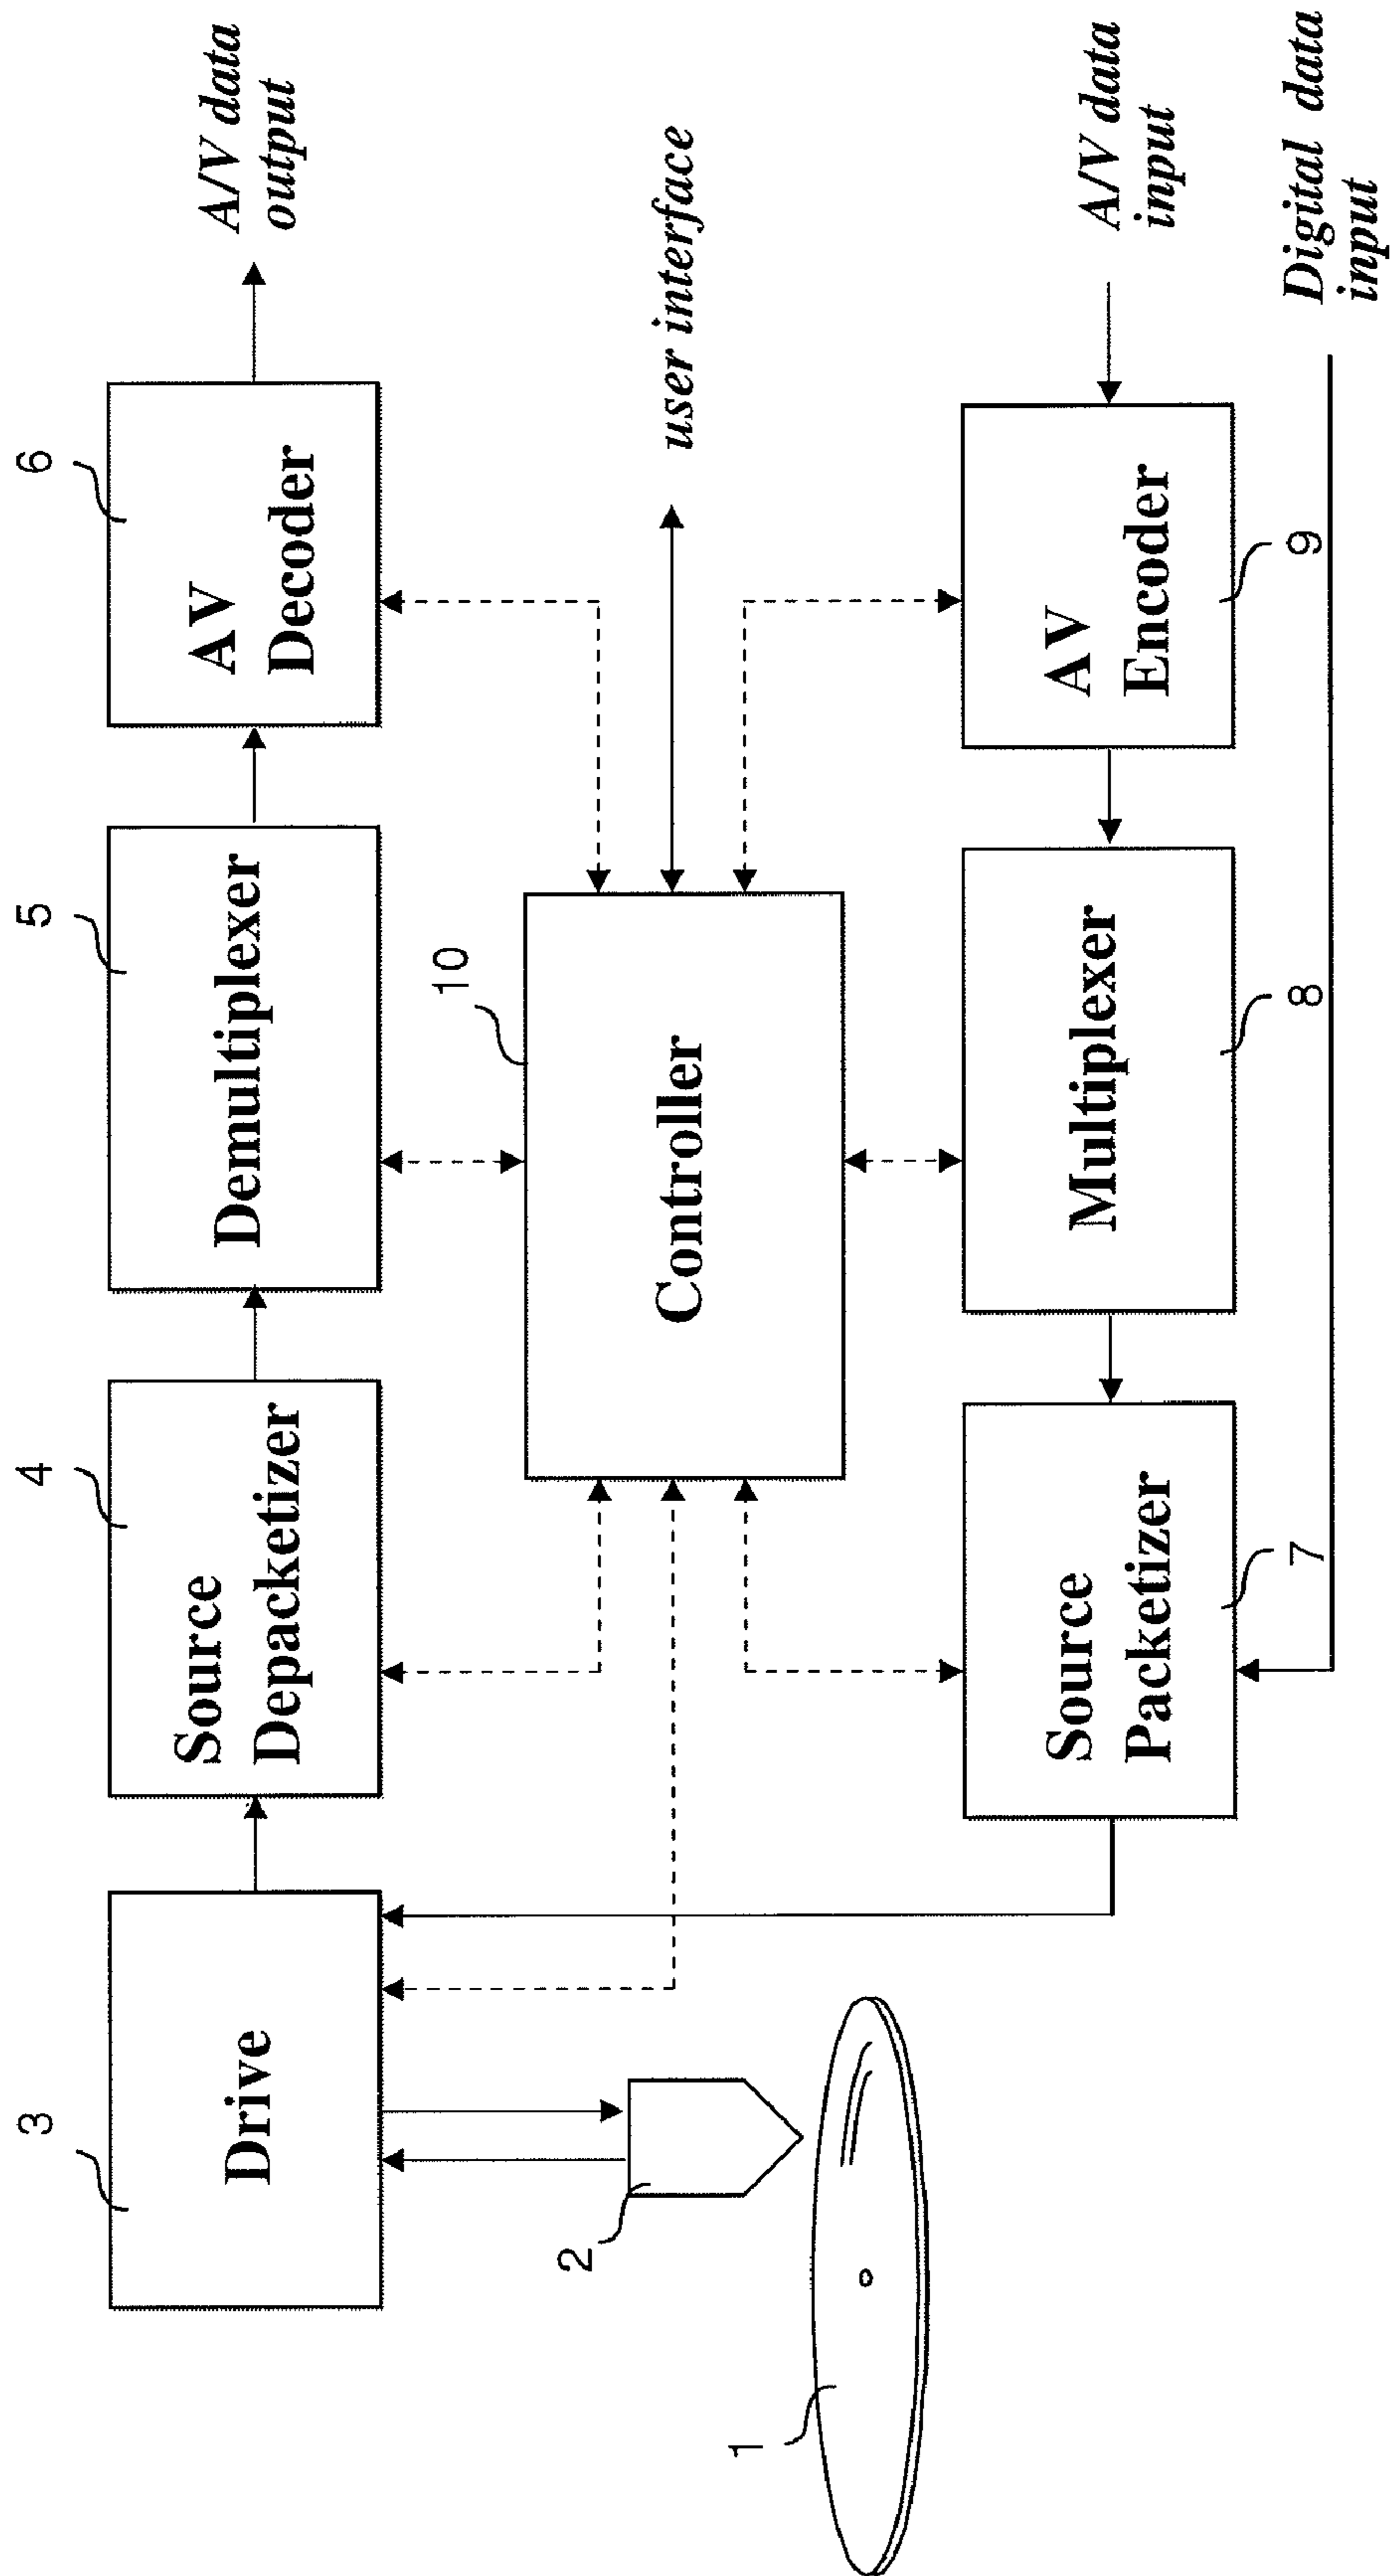 3
Drive
4
Source
Depacketizer
5
Demultiplexer
6
AV
Decoder
A/V data
output
2
1
10
Controller
user interface
Source
Packetizer
7
Multiplexer
8
AV
Encoder
9
A/V data
input
Digital data
input